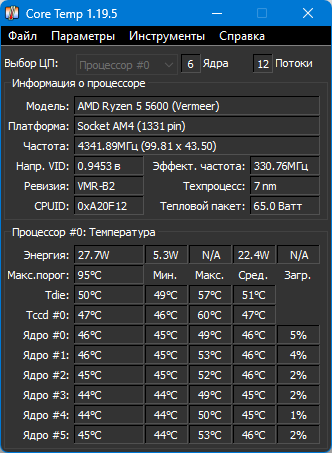 Core Temp 1.19.5
Файл Параметры Инструменты Справка
Выбор ЦП: Процессор #0 6 Ядра 12 Потоки
Информация о процессоре
Модель: AMD Ryzen 5 5600 (Vermeer)
Платформа: Socket AM4 (1331 pin)
Частота: 4341.89МГц (99.81 x 43.50)
Напр. VID: 0.9453 в Эффект. частота: 330.76МГц
Ревизия: VMR-B2 Техпроцесс: 7 nm
CPUID: 0xA20F12 Тепловой пакет: 65.0 Ватт
Процессор #0: Температура
Энергия: 27.7W 5.3W N/A 22.4W N/A
Макс.порог: 95°C Мин. Макс. Сред. Загр.
Tdie: 50°C 49°C 57°C 51°C
Tccd #0: 47°C 46°C 60°C 47°C
Ядро #0: 46°C 45°C 49°C 46°C 5%
Ядро #1: 46°C 45°C 53°C 46°C 4%
Ядро #2: 45°C 45°C 52°C 46°C 2%
Ядро #3: 44°C 44°C 49°C 45°C 2%
Ядро #4: 44°C 44°C 50°C 45°C 1%
Ядро #5: 45°C 44°C 53°C 46°C 2%